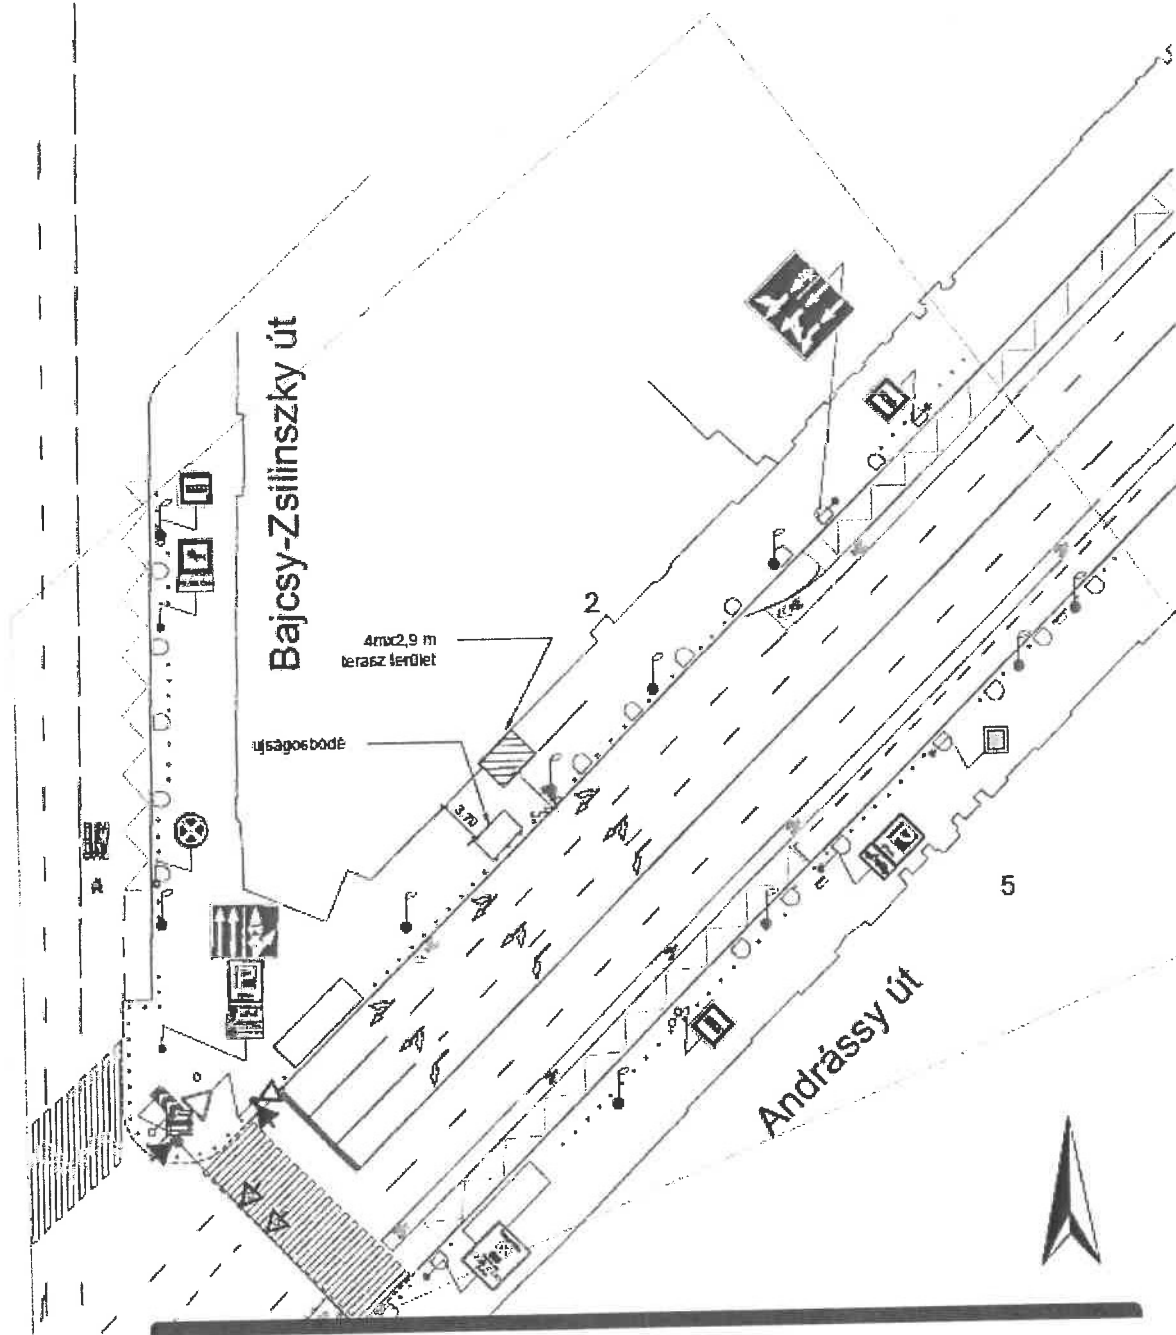 Bajcsy-Zsilinszky út
2
4mx2,9 m
terasz terület
ujságosbódé
3.70
5
Andrássy út